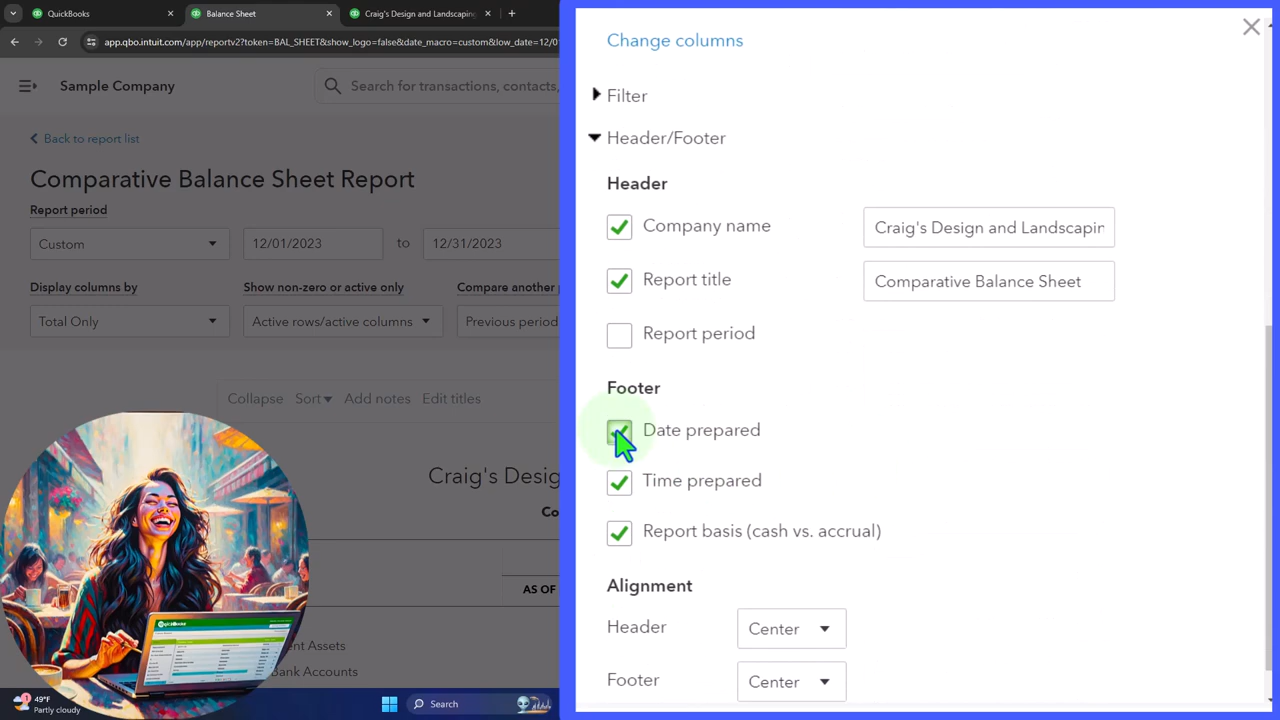 QuickBooks
Balance Sheet
Craig's Design and Landscaping
qbo.intuit.com/app/report2?token=BAL_SHEET&show_logo=false&date_macro=custom&low_date=12/01
Sample Company
Search for transactions, contacts,
Back to report list
Comparative Balance Sheet Report
Report period
Custom
12/01/2023
to
12/31/2023
Display columns by
Show non-zero or active only
Compare another
Total Only
Active rows/active columns
Previous period
Collapse Sort Add notes Edit titles
Craig's Desig
Co
AS OF
Assets
Bank Accounts
QuickBooks
49°F
Partly cloudy
Search
Change columns
Filter
Header/Footer
Header
Company name
Craig's Design and Landscapin
Report title
Comparative Balance Sheet
Report period
Footer
Date prepared
Time prepared
Report basis (cash vs. accrual)
Alignment
Header
Center
Footer
Center